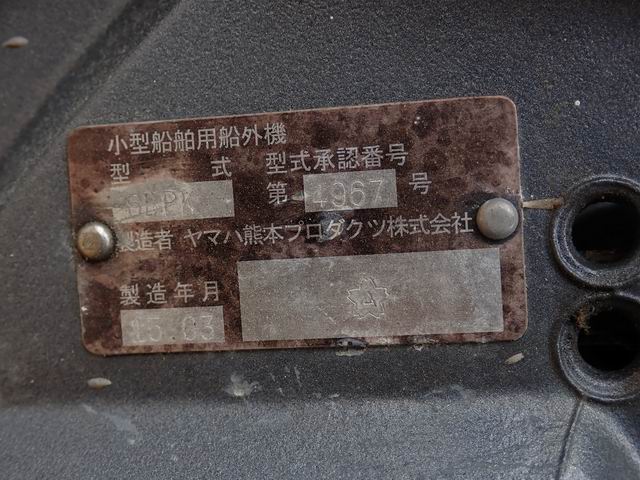 小型船舶用船外機
型 式 型式承認番号
第 4967 号
製造者 ヤマハ熊本プロダクツ株式会社
製造年月
15.03